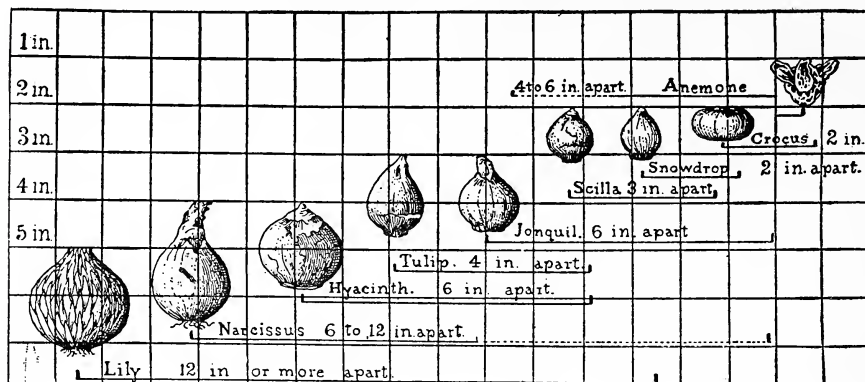 1 in.
2 in.
4 to 6 in. apart. Anemone
3 in.
Crocus 2 in.
Snowdrop 2 in. apart.
4 in.
Scilla 3 in. apart
5 in.
Jonquil. 6 in. apart
Tulip. 4 in. apart.
Hyacinth. 6 in. apart.
Narcissus 6 to 12 in. apart.
Lily 12 in or more apart.